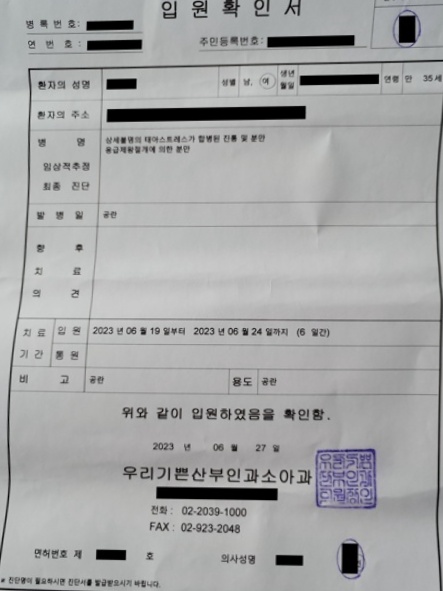 입원확인서
병록번호:
연 번 호:
주민등록번호:
환자의 성명
성별 남, 여
생년
월일
연령 만 35세
환자의 주소
병 명
상세불명의 태아스트레스가 합병된 진통 및 분만
응급제왕절개에 의한 분만
임상적추정
최종 진단
발 병 일 공란
향 후
치 료
의 견
치료 입원 2023 년 06 월 19 일부터 2023 년 06 월 24 일까지 (6 일간)
기간 통원
비 고 공란 용도 공란
위와 같이 입원하였음을 확인함.
2023 년 06 월 27 일
우리기쁜산부인과소아과
전화 : 02-2039-1000
FAX : 02-923-2048
면허번호 제 호 의사성명
※ 진단명이 필요하시면 진단서를 발급받으시기 바랍니다.